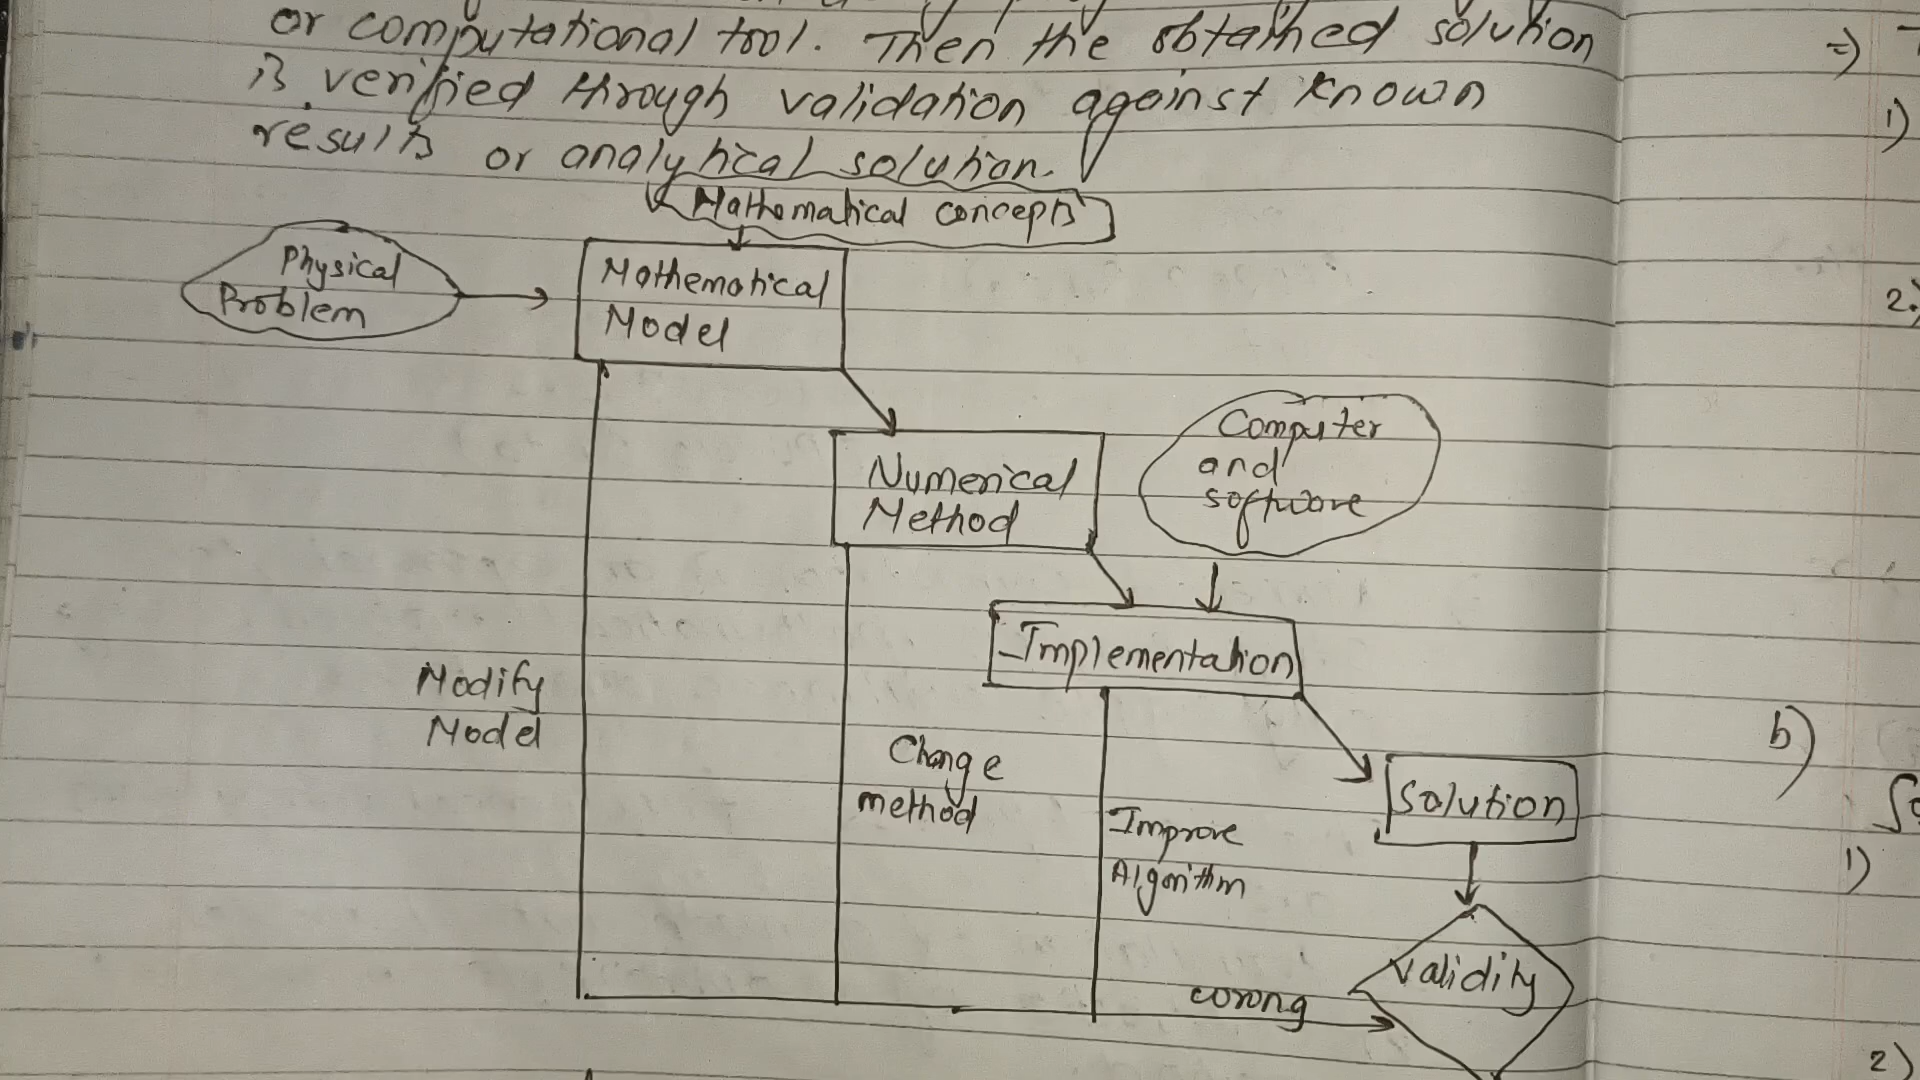 or computational tool. Then the obtained solution
is verified through validation against known
results or analytical solution.
Mathematical concepts
Physical
Problem
Mathematical
Model
Numerical
Method
Computer
and
software
Implementation
Modify
Model
Change
method
Improve
Algorithm
Solution
validity
wrong
=)
1)
2.)
b)
1)
2)